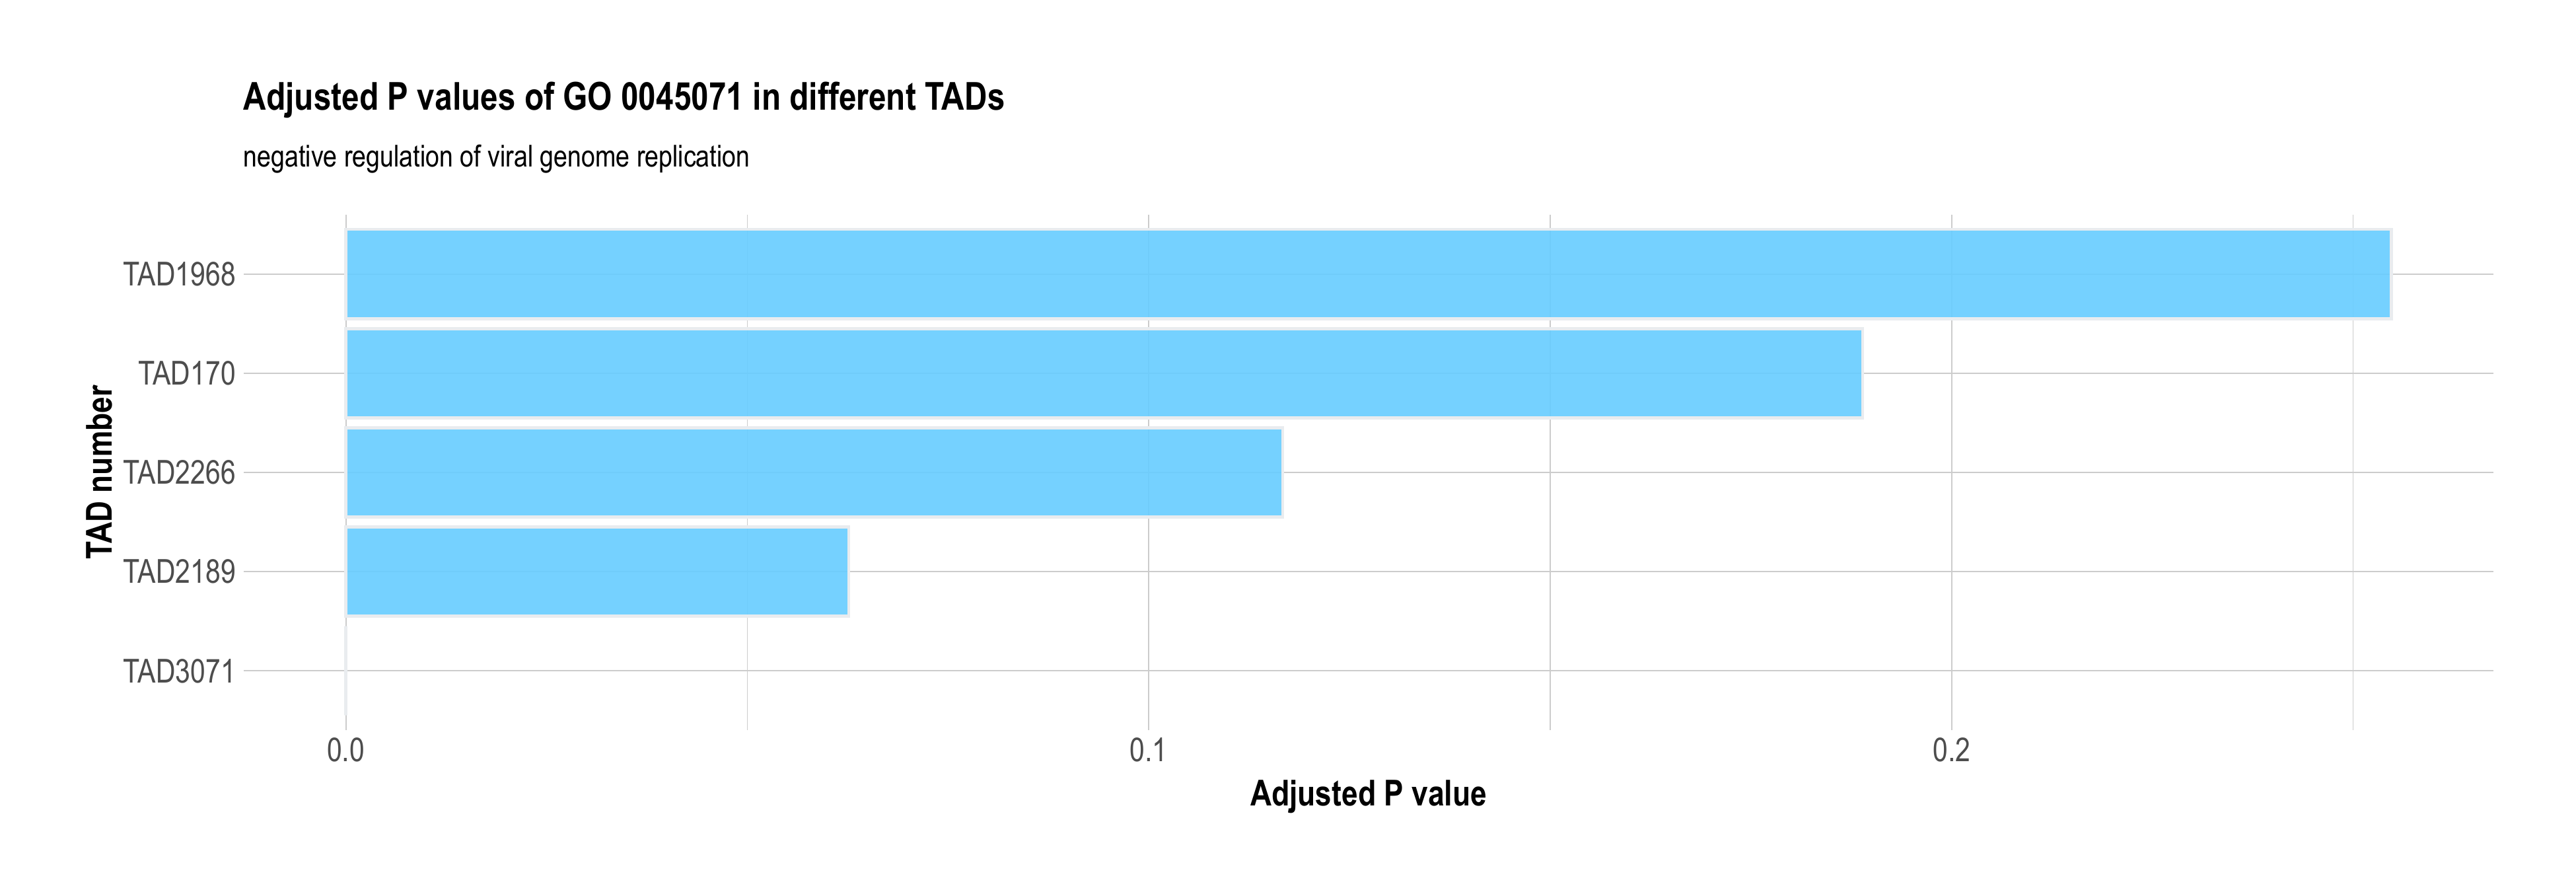 Adjusted P values of GO 0045071 in different TADs
negative regulation of viral genome replication
TAD number
TAD1968
TAD170
TAD2266
TAD2189
TAD3071
0.0
0.1
0.2
Adjusted P value